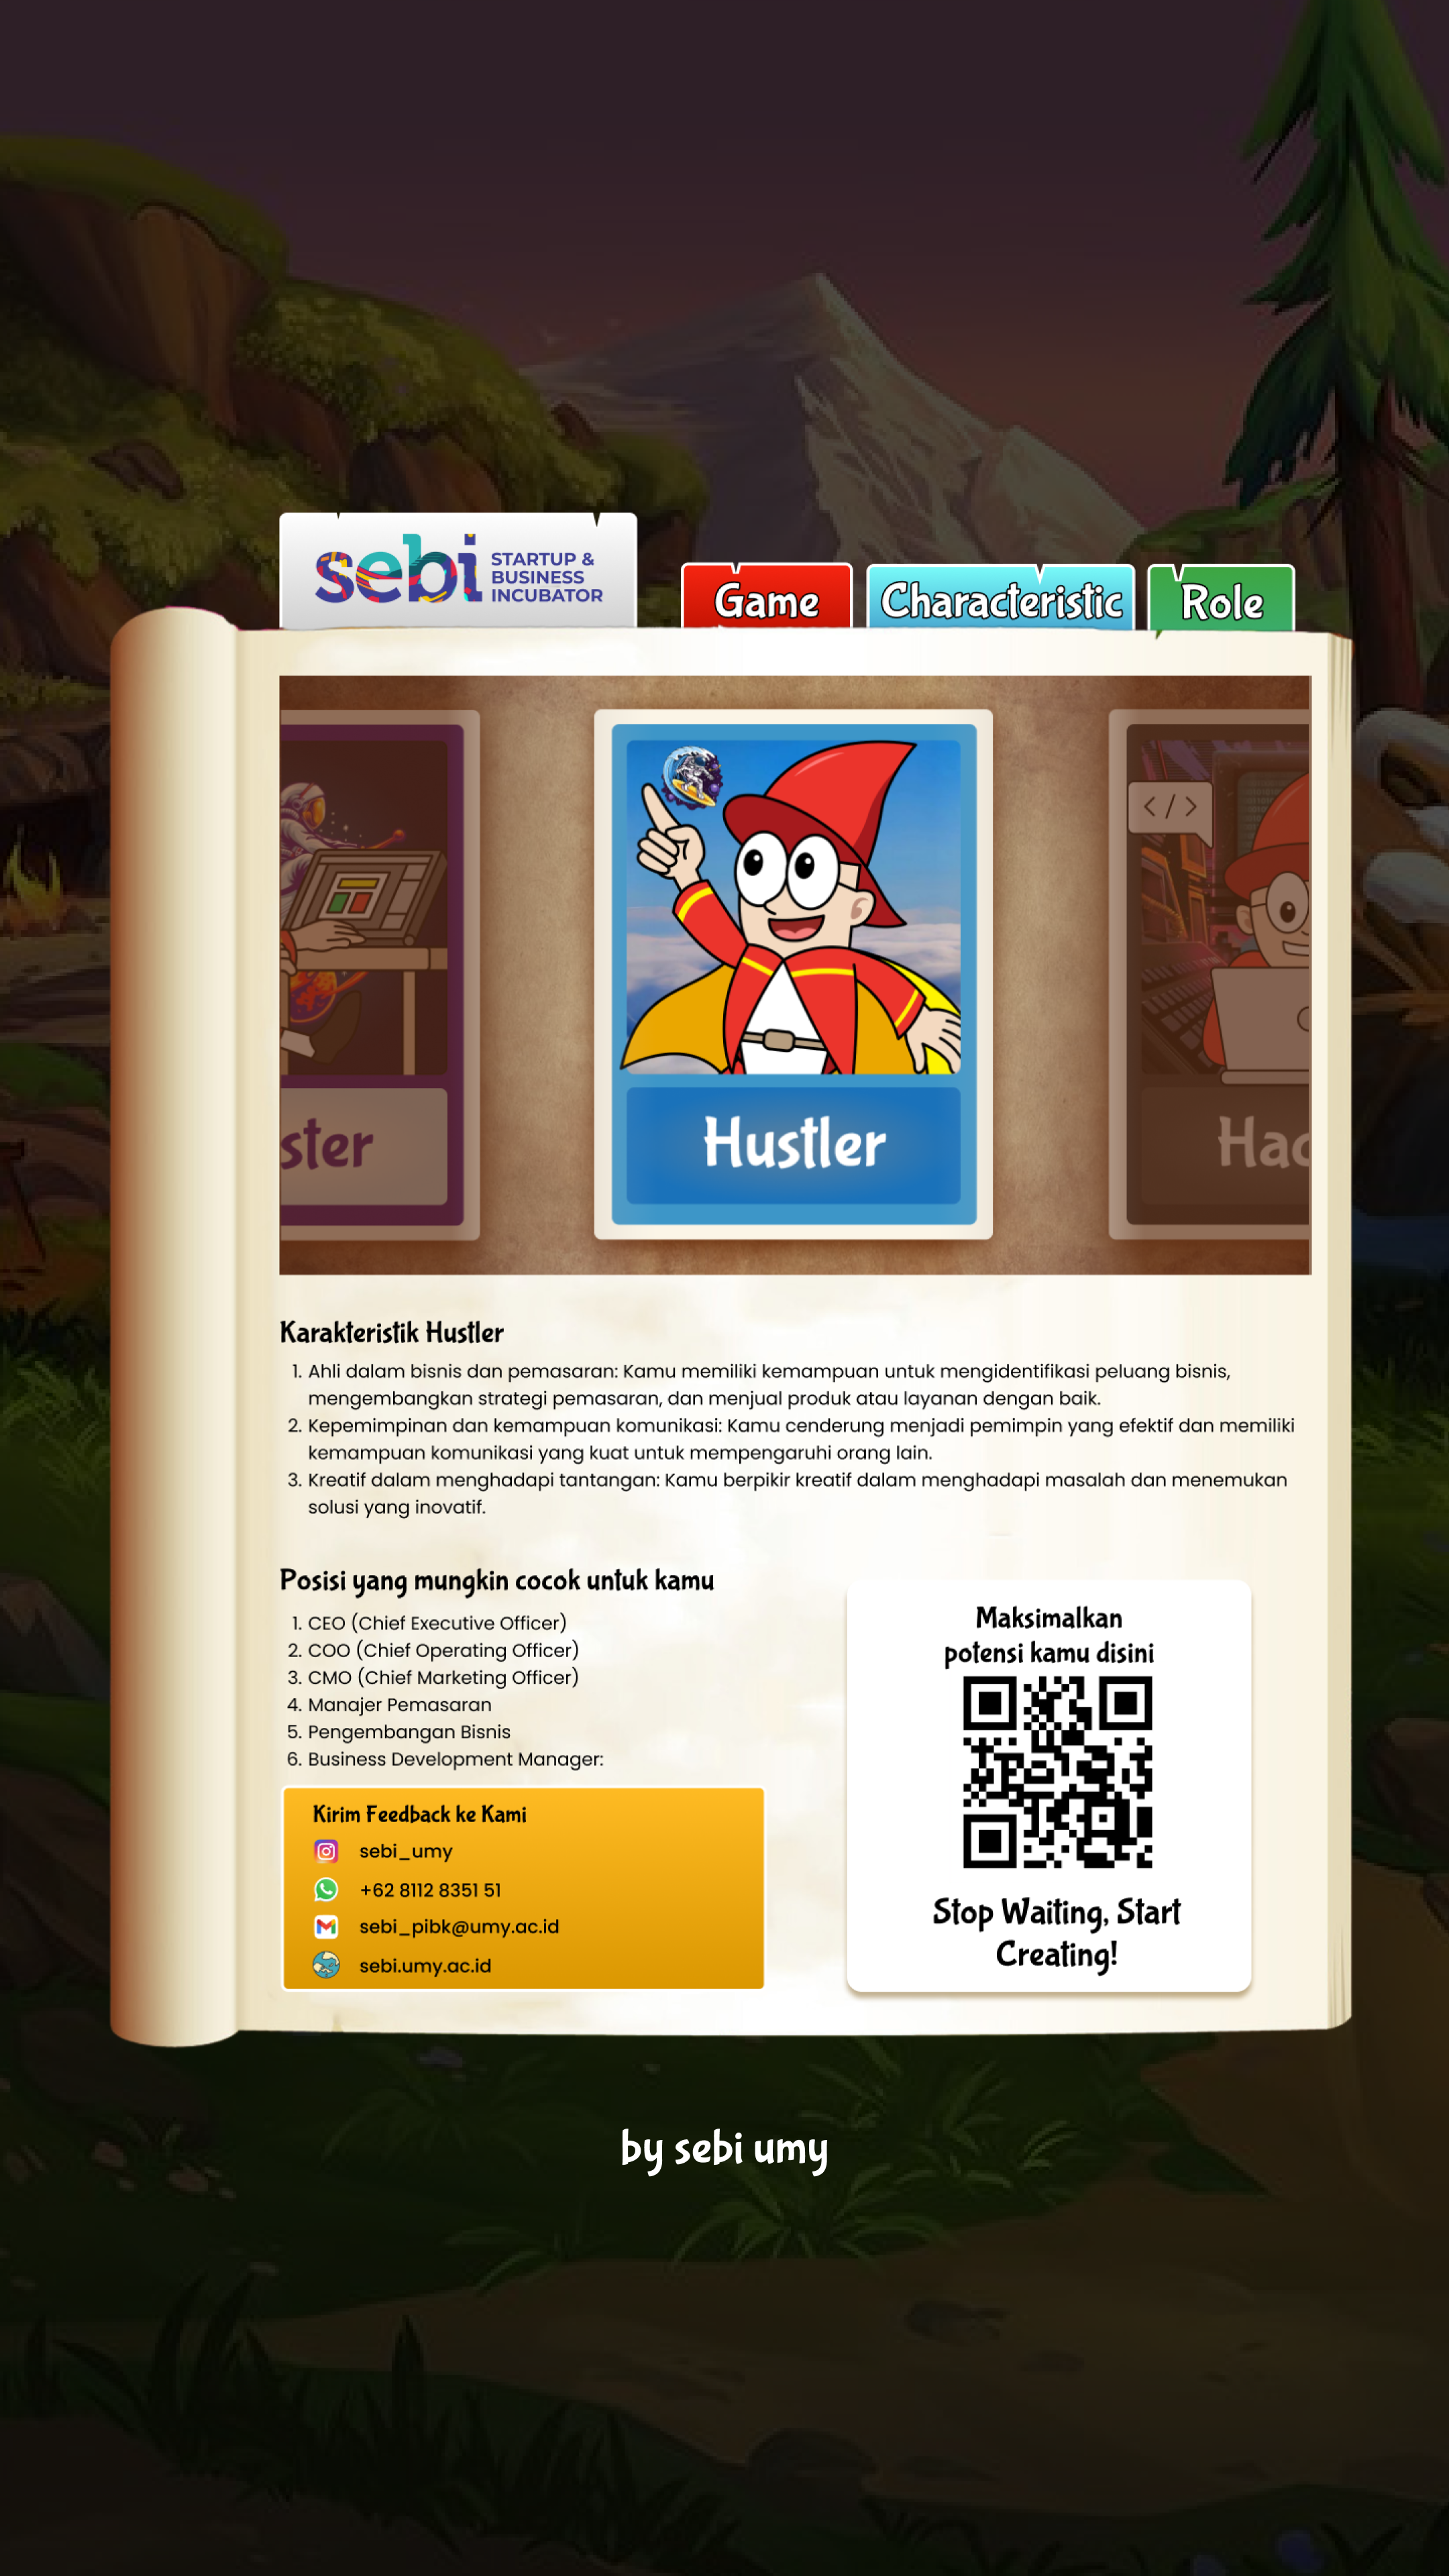 sebi STARTUP &
BUSINESS
INCUBATOR
Game
Characteristic
Role
</>
ster
Hustler
Hac
Karakteristik Hustler
1. Ahli dalam bisnis dan pemasaran: Kamu memiliki kemampuan untuk mengidentifikasi peluang bisnis,
mengembangkan strategi pemasaran, dan menjual produk atau layanan dengan baik.
2. Kepemimpinan dan kemampuan komunikasi: Kamu cenderung menjadi pemimpin yang efektif dan memiliki
kemampuan komunikasi yang kuat untuk mempengaruhi orang lain.
3. Kreatif dalam menghadapi tantangan: Kamu berpikir kreatif dalam menghadapi masalah dan menemukan
solusi yang inovatif.
Posisi yang mungkin cocok untuk kamu
1. CEO (Chief Executive Officer)
2. COO (Chief Operating Officer)
3. CMO (Chief Marketing Officer)
4. Manajer Pemasaran
5. Pengembangan Bisnis
6. Business Development Manager:
Kirim Feedback ke Kami
sebi_umy
+62 8112 8351 51
sebi_pibk@umy.ac.id
sebi.umy.ac.id
Maksimalkan
potensi kamu disini
Stop Waiting, Start
Creating!
by sebi umy